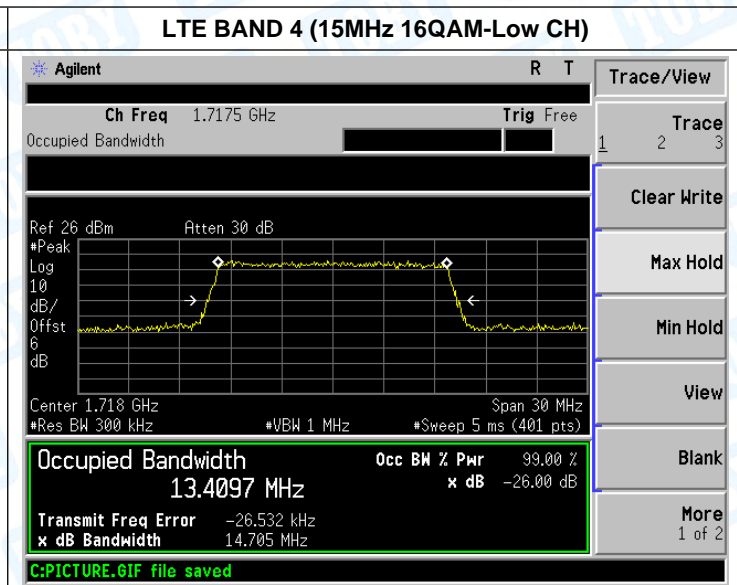 LTE BAND 4 (15MHz 16QAM-Low CH)
Agilent R T
Trace/View
Ch Freq 1.7175 GHz Trig Free
Occupied Bandwidth
Trace
1 2 3
Clear Write
Ref 26 dBm Atten 30 dB
#Peak
Log
10
dB/
Offst
6
dB
Max Hold
Min Hold
View
Center 1.718 GHz Span 30 MHz
#Res BW 300 kHz #VBW 1 MHz #Sweep 5 ms (401 pts)
Occupied Bandwidth Occ BW % Pwr 99.00 %
13.4097 MHz x dB -26.00 dB
Transmit Freq Error -26.532 kHz
x dB Bandwidth 14.705 MHz
Blank
More
1 of 2
C:PICTURE.GIF file saved